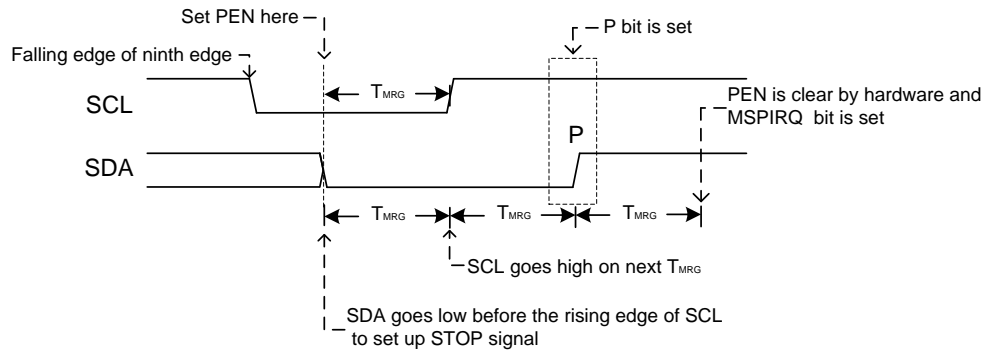 Set PEN here
P bit is set
Falling edge of ninth edge
SCL
TMRG
PEN is clear by hardware and
MSPIRQ bit is set
P
SDA
TMRG
TMRG
TMRG
SCL goes high on next TMRG
SDA goes low before the rising edge of SCL
to set up STOP signal